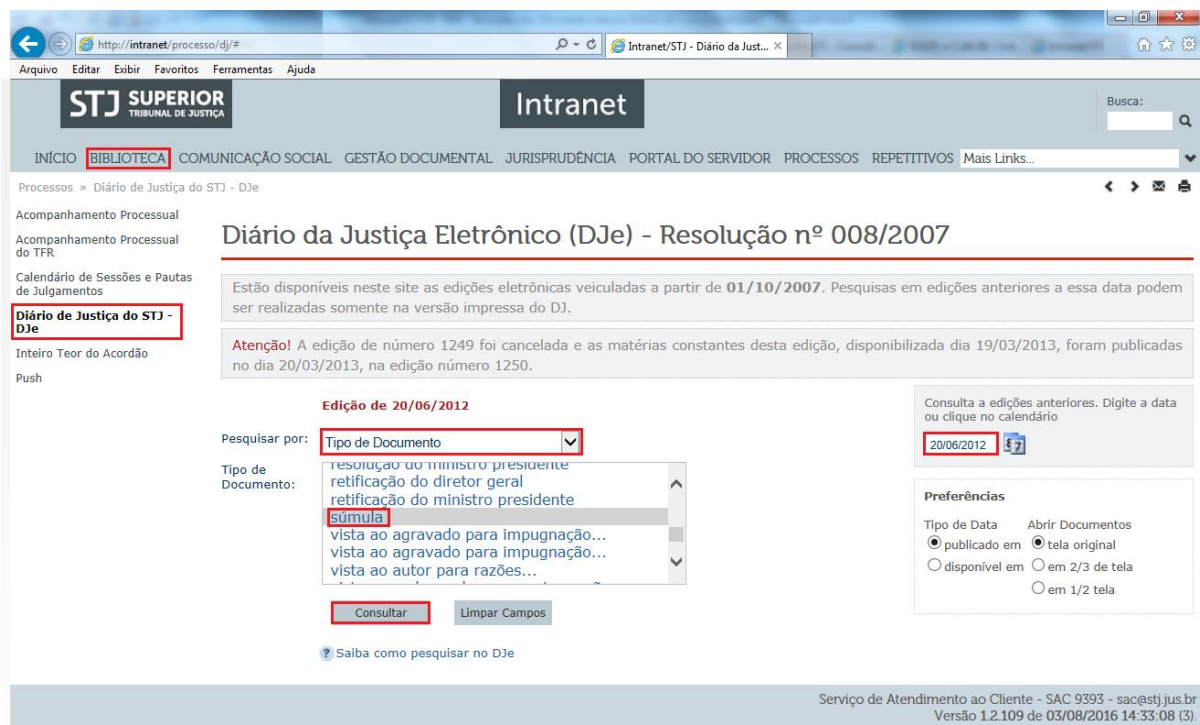 http://intranet/processo/dj/#
Intranet/STJ - Diário da Just...
Arquivo Editar Exibir Favoritos Ferramentas Ajuda
STJ SUPERIOR
TRIBUNAL DE JUSTIÇA
Intranet
Busca:
INÍCIO BIBLIOTECA COMUNICAÇÃO SOCIAL GESTÃO DOCUMENTAL JURISPRUDÊNCIA PORTAL DO SERVIDOR PROCESSOS REPETITIVOS Mais Links...
Processos » Diário de Justiça do STJ - DJe
Acompanhamento Processual
Acompanhamento Processual
do TFR
Calendário de Sessões e Pautas
de Julgamentos
Diário de Justiça do STJ -
DJe
Inteiro Teor do Acordão
Push
Diário da Justiça Eletrônico (DJe) - Resolução nº 008/2007
Estão disponíveis neste site as edições eletrônicas veiculadas a partir de 01/10/2007. Pesquisas em edições anteriores a essa data podem
ser realizadas somente na versão impressa do DJ.
Atenção! A edição de número 1249 foi cancelada e as matérias constantes desta edição, disponibilizada dia 19/03/2013, foram publicadas
no dia 20/03/2013, na edição número 1250.
Edição de 20/06/2012
Pesquisar por: Tipo de Documento
Tipo de
Documento:
resolução do ministro presidente
retificação do diretor geral
retificação do ministro presidente
súmula
vista ao agravado para impugnação...
vista ao agravado para impugnação...
vista ao autor para razões...
Consultar Limpar Campos
? Saiba como pesquisar no DJe
Consulta a edições anteriores. Digite a data
ou clique no calendário
20/06/2012
Preferências
Tipo de Data Abrir Documentos
publicado em tela original
disponível em em 2/3 de tela
em 1/2 tela
Serviço de Atendimento ao Cliente - SAC 9393 - sac@stj.jus.br
Versão 1.2.109 de 03/08/2016 14:33:08 (3).